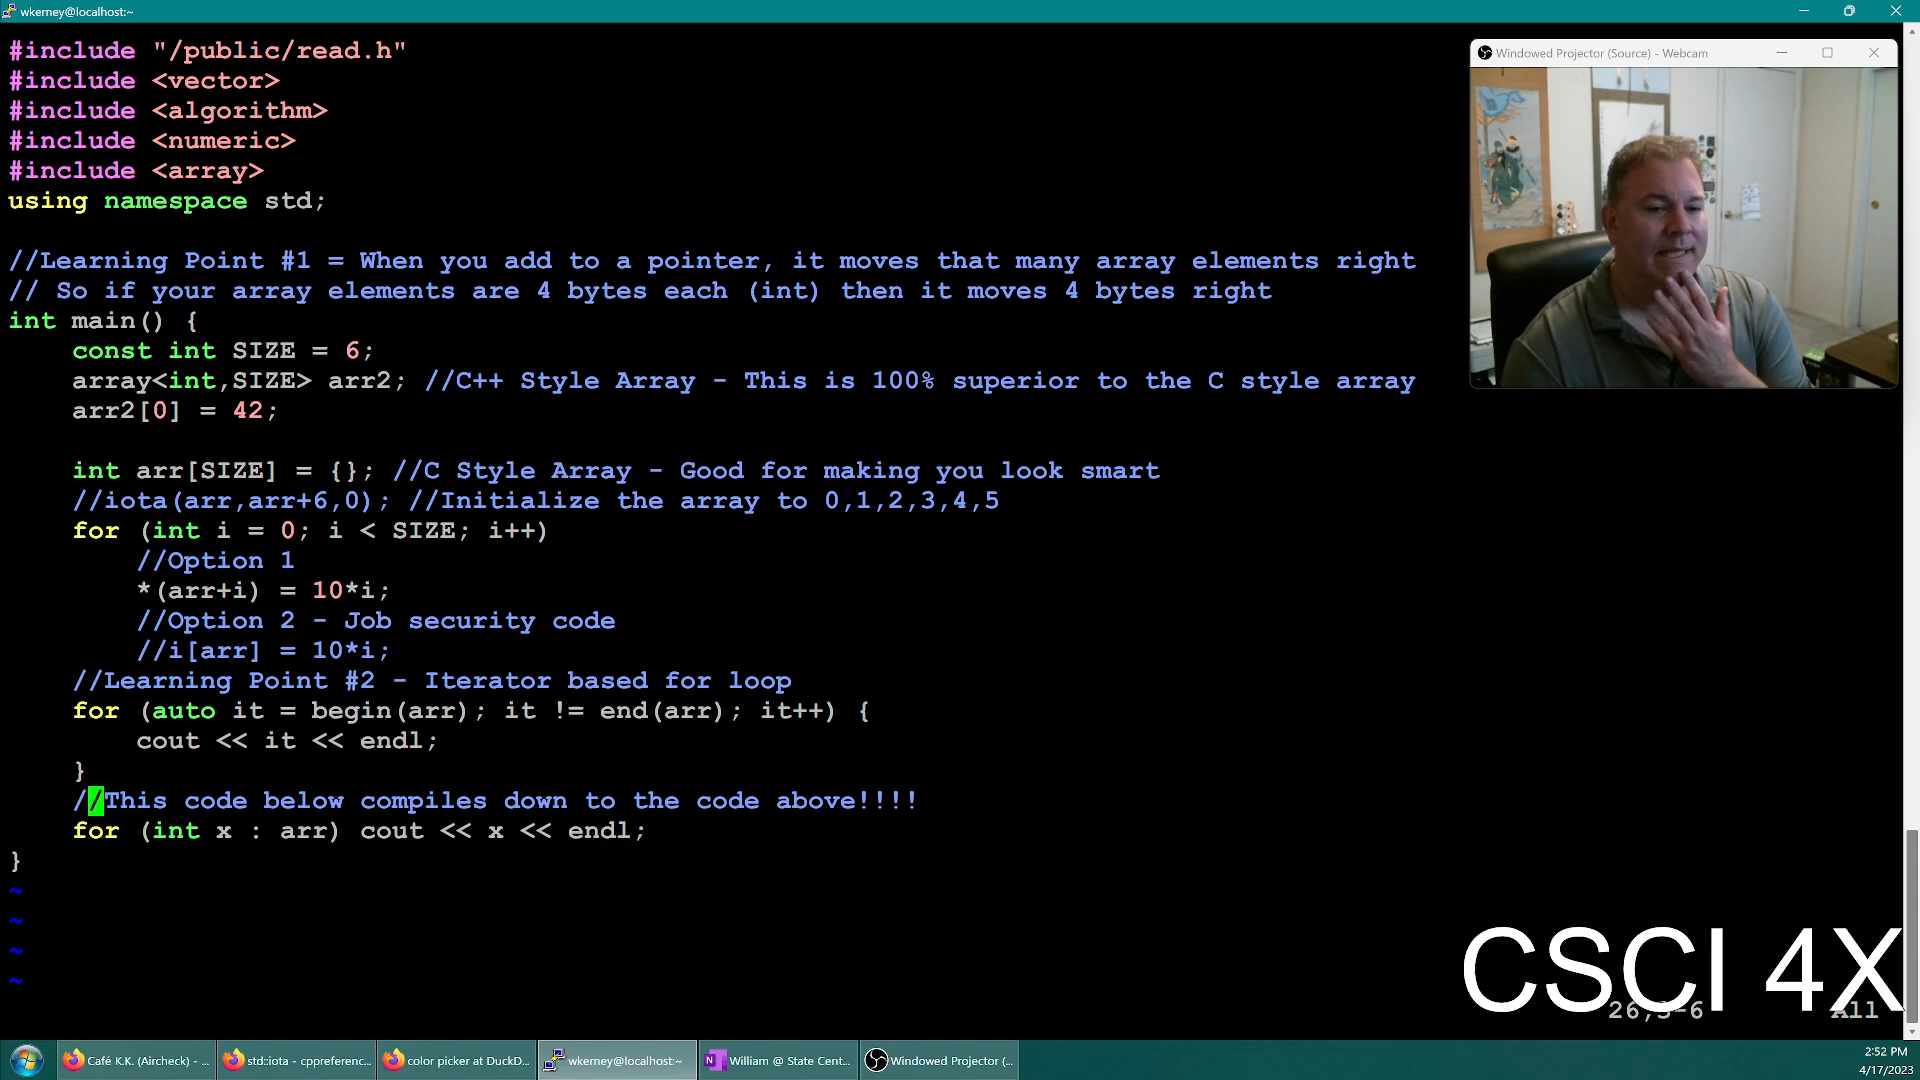 wkerney@localhost:~
#include "/public/read.h"
#include <vector>
#include <algorithm>
#include <numeric>
#include <array>
using namespace std;
//Learning Point #1 = When you add to a pointer, it moves that many array elements right
// So if your array elements are 4 bytes each (int) then it moves 4 bytes right
int main() {
const int SIZE = 6;
array<int,SIZE> arr2; //C++ Style Array - This is 100% superior to the C style array
arr2[0] = 42;
int arr[SIZE] = {}; //C Style Array - Good for making you look smart
//iota(arr,arr+6,0); //Initialize the array to 0,1,2,3,4,5
for (int i = 0; i < SIZE; i++)
//Option 1
*(arr+i) = 10*i;
//Option 2 - Job security code
//i[arr] = 10*i;
//Learning Point #2 - Iterator based for loop
for (auto it = begin(arr); it != end(arr); it++) {
cout << it << endl;
}
//This code below compiles down to the code above!!!!
for (int x : arr) cout << x << endl;
}
~
~
~
~
Windowed Projector (Source) - Webcam
CSCI 4X
All
Café K.K. (Aircheck) - ...
std::iota - cppreferenc...
color picker at DuckD...
wkerney@localhost:~
William @ State Cent...
Windowed Projector (...
2:52 PM
4/17/2023